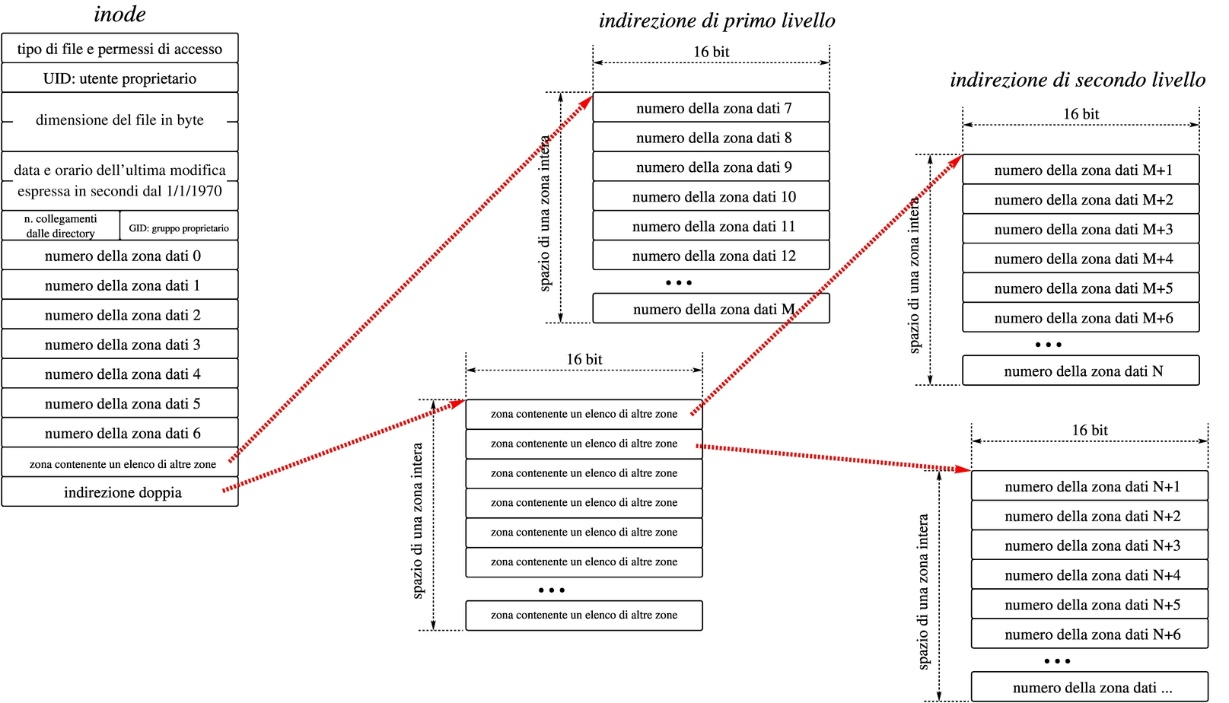 inode
tipo di file e permessi di accesso
UID: utente proprietario
dimensione del file in byte
data e orario dell'ultima modifica
espressa in secondi dal 1/1/1970
n. collegamenti
dalle directory
GID: gruppo proprietario
numero della zona dati 0
numero della zona dati 1
numero della zona dati 2
numero della zona dati 3
numero della zona dati 4
numero della zona dati 5
numero della zona dati 6
zona contenente un elenco di altre zone
indirezione doppia
indirezione di primo livello
16 bit
spazio di una zona intera
numero della zona dati 7
numero della zona dati 8
numero della zona dati 9
numero della zona dati 10
numero della zona dati 11
numero della zona dati 12
•••
numero della zona dati M
16 bit
spazio di una zona intera
zona contenente un elenco di altre zone
zona contenente un elenco di altre zone
zona contenente un elenco di altre zone
zona contenente un elenco di altre zone
zona contenente un elenco di altre zone
zona contenente un elenco di altre zone
•••
zona contenente un elenco di altre zone
indirezione di secondo livello
16 bit
spazio di una zona intera
numero della zona dati M+1
numero della zona dati M+2
numero della zona dati M+3
numero della zona dati M+4
numero della zona dati M+5
numero della zona dati M+6
•••
numero della zona dati N
16 bit
spazio di una zona intera
numero della zona dati N+1
numero della zona dati N+2
numero della zona dati N+3
numero della zona dati N+4
numero della zona dati N+5
numero della zona dati N+6
•••
numero della zona dati ...